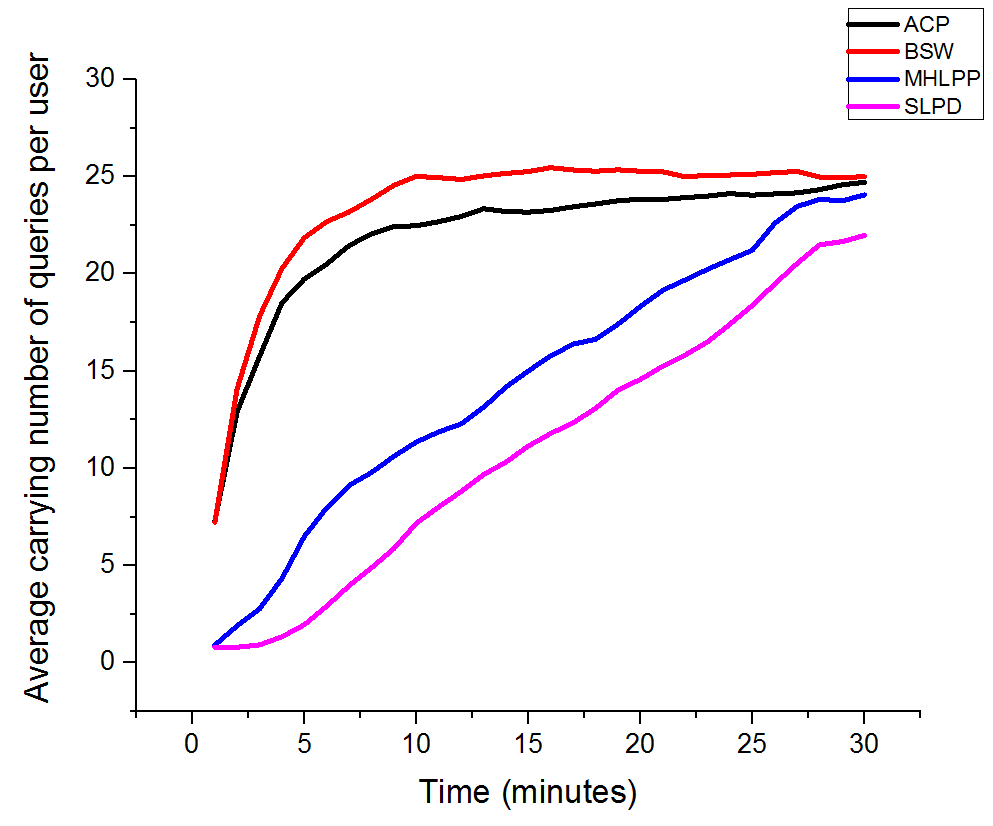 ACP
BSW
MHLPP
SLPD
Average carrying number of queries per user
30
25
20
15
10
5
0
0 5 10 15 20 25 30
Time (minutes)